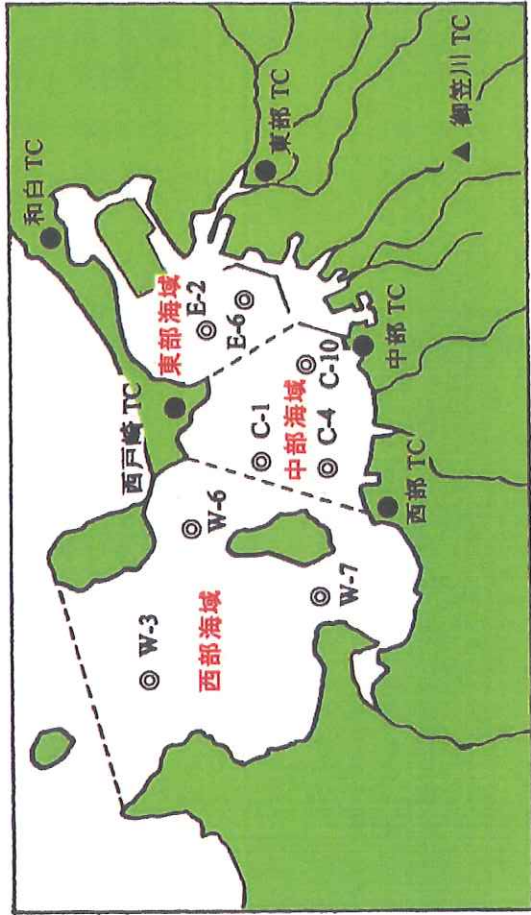 和白 TC
西戸崎 TC
東部海域
E-2
E-6
東部 TC
御笠川 TC
W-3
W-6
西部海域
C-1
中部海域
C-10
C-4
中部 TC
W-7
西部 TC